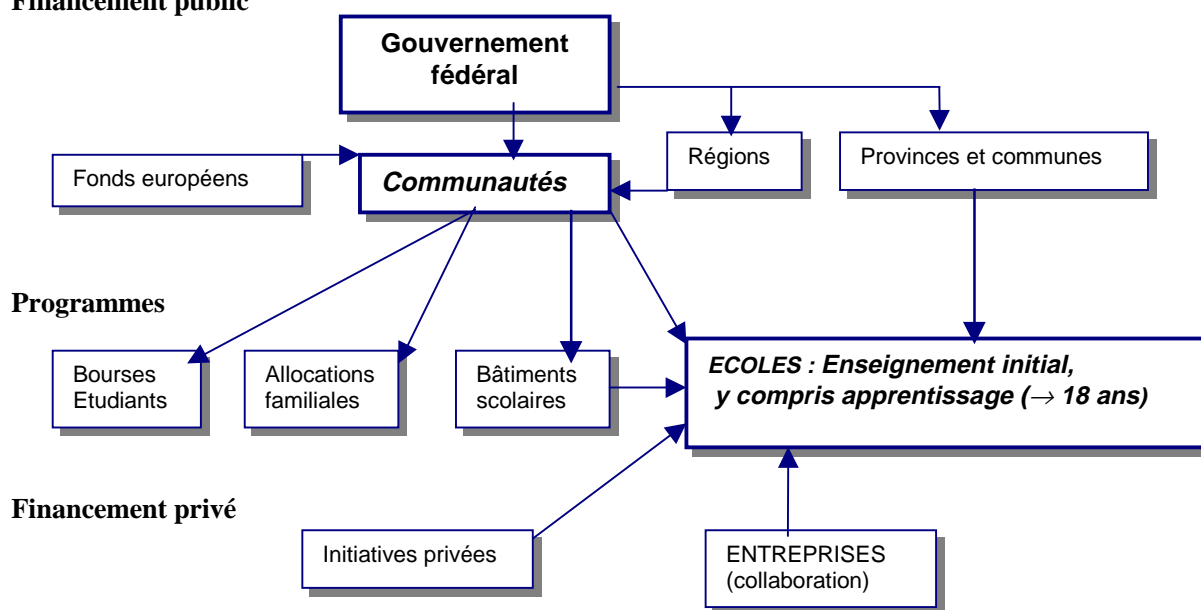 Financement public
Gouvernement
fédéral
Fonds européens
Communautés
Régions
Provinces et communes
Programmes
Bourses
Etudiants
Allocations
familiales
Bâtiments
scolaires
ECOLES : Enseignement initial,
y compris apprentissage (→ 18 ans)
Financement privé
Initiatives privées
ENTREPRISES
(collaboration)